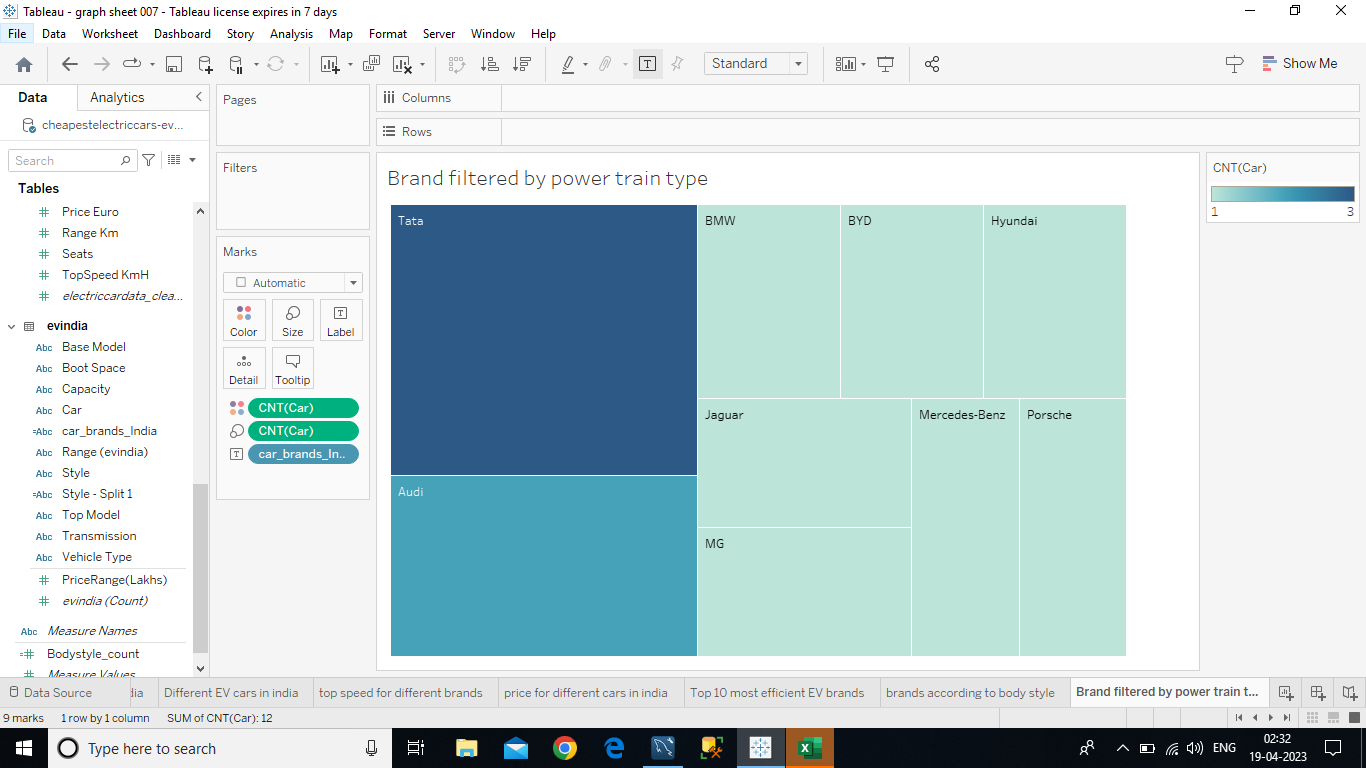 Tableau - graph sheet 007 - Tableau license expires in 7 days
File Data Worksheet Dashboard Story Analysis Map Format Server Window Help
Standard
Show Me
Data Analytics
cheapestelectriccars-ev...
Search
Tables
Price Euro
Range Km
Seats
TopSpeed KmH
electriccardata_clea...
evindia
Abc Base Model
Abc Boot Space
Abc Capacity
Abc Car
=Abc car_brands_India
Abc Range (evindia)
Abc Style
=Abc Style - Split 1
Abc Top Model
Abc Transmission
Abc Vehicle Type
PriceRange(Lakhs)
evindia (Count)
Abc Measure Names
Bodystyle_count
Measure Values
Pages
Filters
Marks
Automatic
Color Size Label
Detail Tooltip
CNT(Car)
CNT(Car)
car_brands_In..
Columns
Rows
Brand filtered by power train type
Tata
BMW
BYD
Hyundai
Audi
Jaguar
Mercedes-Benz
Porsche
MG
CNT(Car)
1 3
Data Source dia Different EV cars in india top speed for different brands price for different cars in india Top 10 most efficient EV brands brands according to body style Brand filtered by power train t...
9 marks 1 row by 1 column SUM of CNT(Car): 12
Type here to search
ENG
02:32
19-04-2023